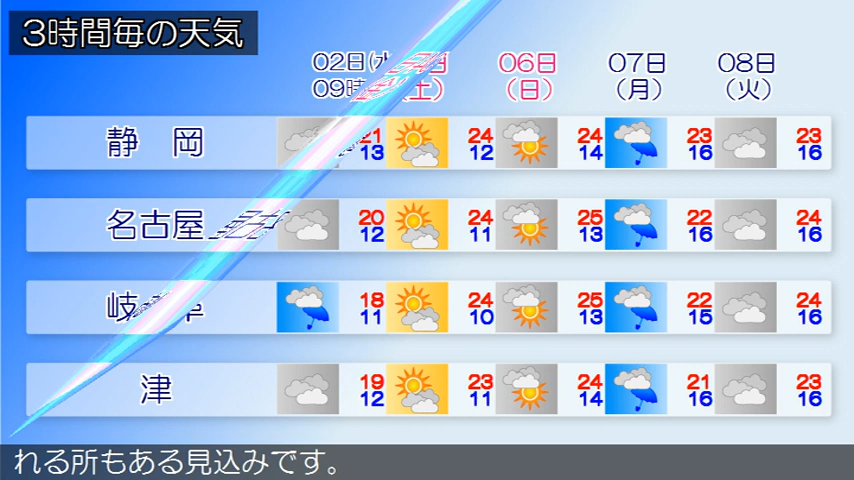 3時間毎の天気
02日 06日 07日 08日
09時 (土) (日) (月) (火)
静岡 21 24 24 23 23
13 12 14 16 16
名古屋 20 24 25 22 24
12 11 13 16 16
岐 18 24 25 22 24
11 10 13 15 16
津 19 23 24 21 23
12 11 14 16 16
れる所もある見込みです。